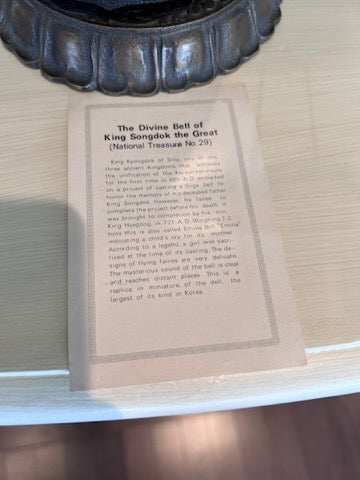 The Divine Bell of
King Songdok the Great
(National Treasure No. 29)
King Kyongdok of Silla, one of the
three ancient Kingdoms that achieved
the unification of the Korean peninsula
for the first time in 668 A.D. embarked
on a project of casting a huge bell to
honor the memory of his deceased father,
King Songdok. However, he failed to
complete the project before his death. It
was brought to completion by his son,
King Hyegong, in 771 A.D. Weighing 72
tons this is also called Emille Bell "Emille"
indicating a child's cry for its mother.
According to a legend, a girl was sacri-
ficed at the time of its casting. The de-
signs of flying fairies are very delicate.
The mysterious sound of the bell is clear
and reaches distant places. This is a
replica, in miniature, of the dell, the
largest of its kind in Korea.